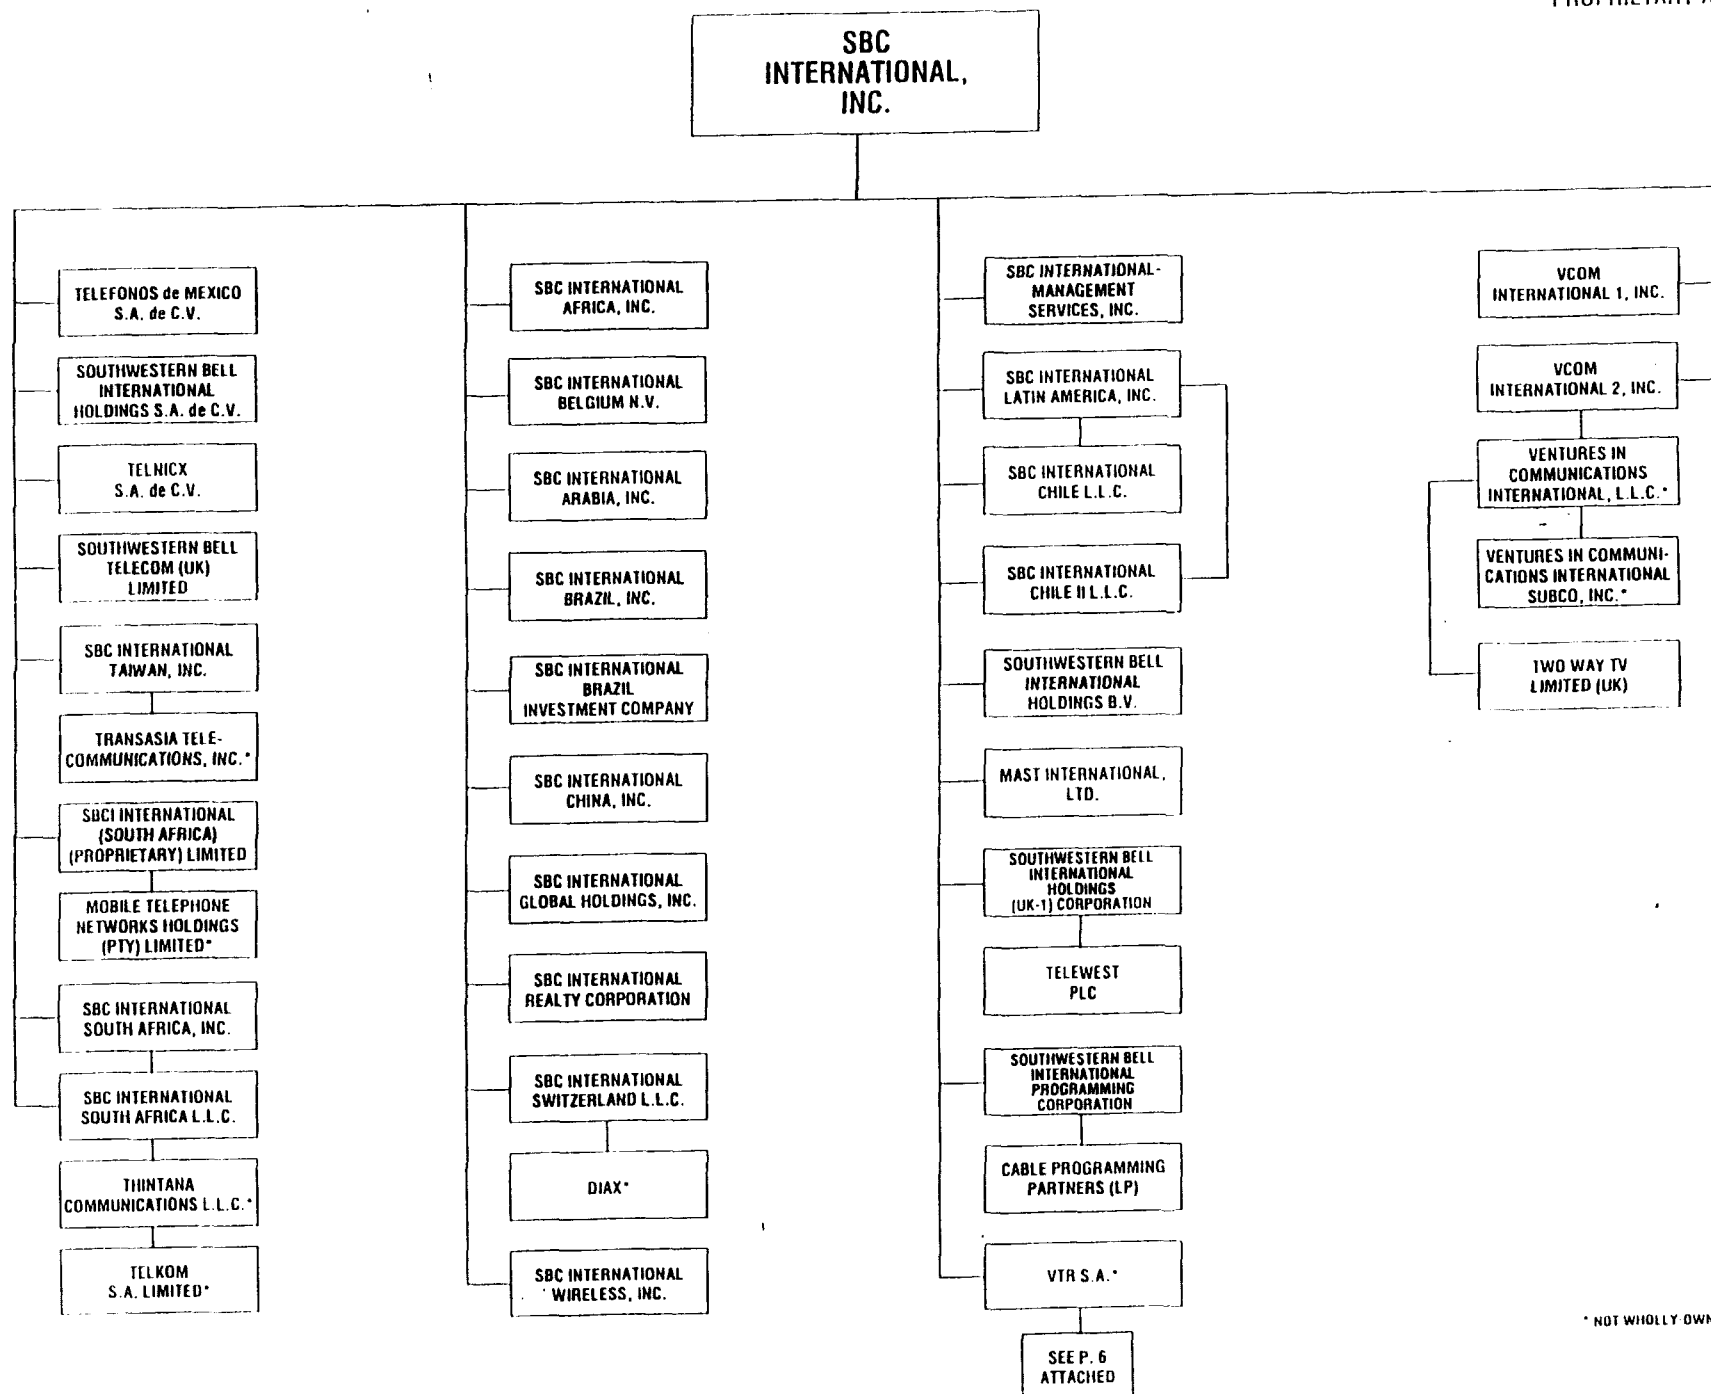 PROPRIETARY
SBC
INTERNATIONAL,
INC.
TELEFONOS de MEXICO
S.A. de C.V.
SOUTHWESTERN BELL
INTERNATIONAL
HOLDINGS S.A. de C.V.
TELNICX
S.A. de C.V.
SOUTHWESTERN BELL
TELECOM (UK)
LIMITED
SBC INTERNATIONAL
TAIWAN, INC.
TRANSASIA TELE-
COMMUNICATIONS, INC.*
SBCI INTERNATIONAL
(SOUTH AFRICA)
(PROPRIETARY) LIMITED
MOBILE TELEPHONE
NETWORKS HOLDINGS
(PTY) LIMITED*
SBC INTERNATIONAL
SOUTH AFRICA, INC.
SBC INTERNATIONAL
SOUTH AFRICA L.L.C.
THINTANA
COMMUNICATIONS L.L.C.*
TELKOM
S.A. LIMITED*
SBC INTERNATIONAL
AFRICA, INC.
SBC INTERNATIONAL
BELGIUM N.V.
SBC INTERNATIONAL
ARABIA, INC.
SBC INTERNATIONAL
BRAZIL, INC.
SBC INTERNATIONAL
BRAZIL
INVESTMENT COMPANY
SBC INTERNATIONAL
CHINA, INC.
SBC INTERNATIONAL
GLOBAL HOLDINGS, INC.
SBC INTERNATIONAL
REALTY CORPORATION
SBC INTERNATIONAL
SWITZERLAND L.L.C.
DIAX*
SBC INTERNATIONAL
WIRELESS, INC.
SBC INTERNATIONAL-
MANAGEMENT
SERVICES, INC.
SBC INTERNATIONAL
LATIN AMERICA, INC.
SBC INTERNATIONAL
CHILE L.L.C.
SBC INTERNATIONAL
CHILE II L.L.C.
SOUTHWESTERN BELL
INTERNATIONAL
HOLDINGS B.V.
MAST INTERNATIONAL,
LTD.
SOUTHWESTERN BELL
INTERNATIONAL
HOLDINGS
(UK-1) CORPORATION
TELEWEST
PLC
SOUTHWESTERN BELL
INTERNATIONAL
PROGRAMMING
CORPORATION
CABLE PROGRAMMING
PARTNERS (LP)
VTR S.A.*
SEE P. 6
ATTACHED
VCOM
INTERNATIONAL 1, INC.
VCOM
INTERNATIONAL 2, INC.
VENTURES IN
COMMUNICATIONS
INTERNATIONAL, L.L.C.*
VENTURES IN COMMUNI-
CATIONS INTERNATIONAL
SUBCO, INC.*
TWO WAY TV
LIMITED (UK)
* NOT WHOLLY OWN